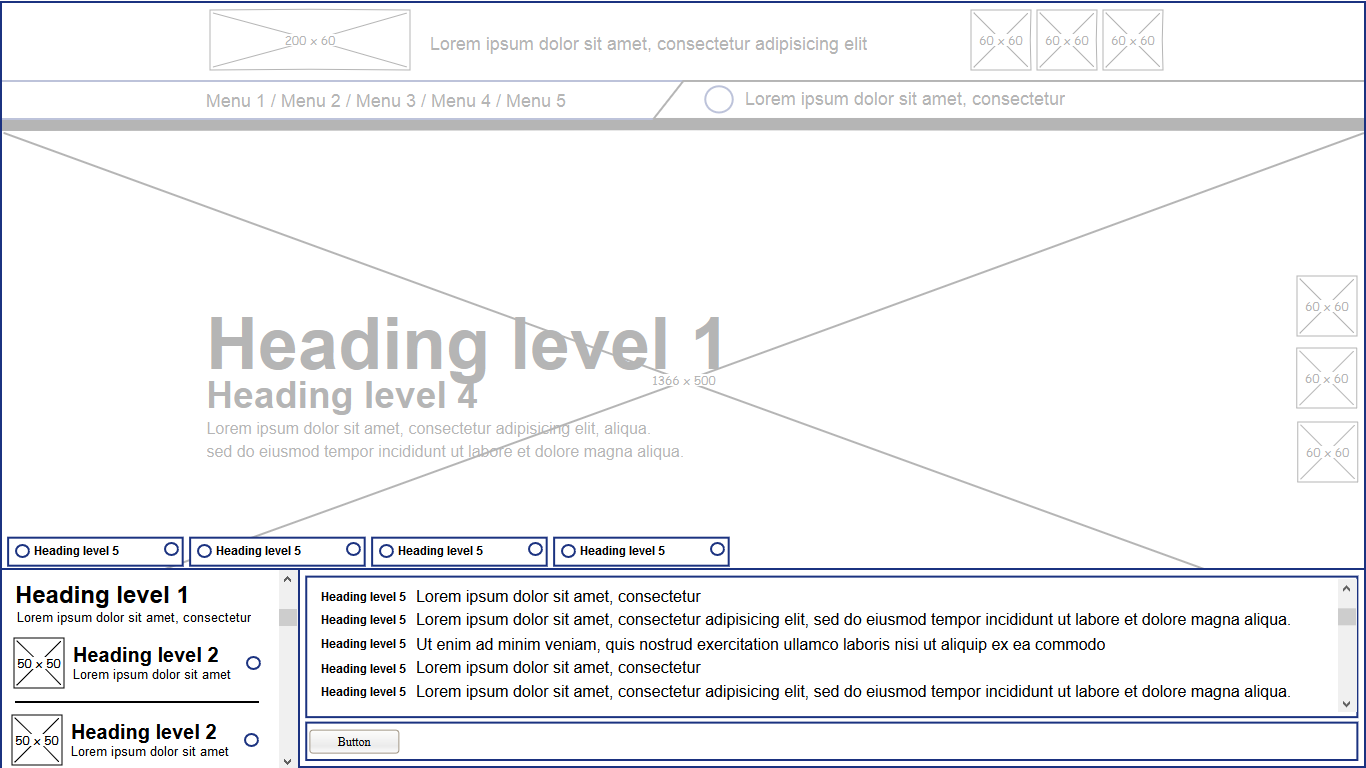 200 x 60
Lorem ipsum dolor sit amet, consectetur adipisicing elit
60 x 60
60 x 60
60 x 60
Menu 1 / Menu 2 / Menu 3 / Menu 4 / Menu 5
Lorem ipsum dolor sit amet, consectetur
60 x 60
Heading level 1
1366 x 500
60 x 60
Heading level 4
Lorem ipsum dolor sit amet, consectetur adipisicing elit, aliqua.
sed do eiusmod tempor incididunt ut labore et dolore magna aliqua.
60 x 60
Heading level 5
Heading level 5
Heading level 5
Heading level 5
Heading level 1
Lorem ipsum dolor sit amet, consectetur
50 x 50
Heading level 2
Lorem ipsum dolor sit amet
50 x 50
Heading level 2
Lorem ipsum dolor sit amet
Heading level 5 Lorem ipsum dolor sit amet, consectetur
Heading level 5 Lorem ipsum dolor sit amet, consectetur adipisicing elit, sed do eiusmod tempor incididunt ut labore et dolore magna aliqua.
Heading level 5 Ut enim ad minim veniam, quis nostrud exercitation ullamco laboris nisi ut aliquip ex ea commodo
Heading level 5 Lorem ipsum dolor sit amet, consectetur
Heading level 5 Lorem ipsum dolor sit amet, consectetur adipisicing elit, sed do eiusmod tempor incididunt ut labore et dolore magna aliqua.
Button